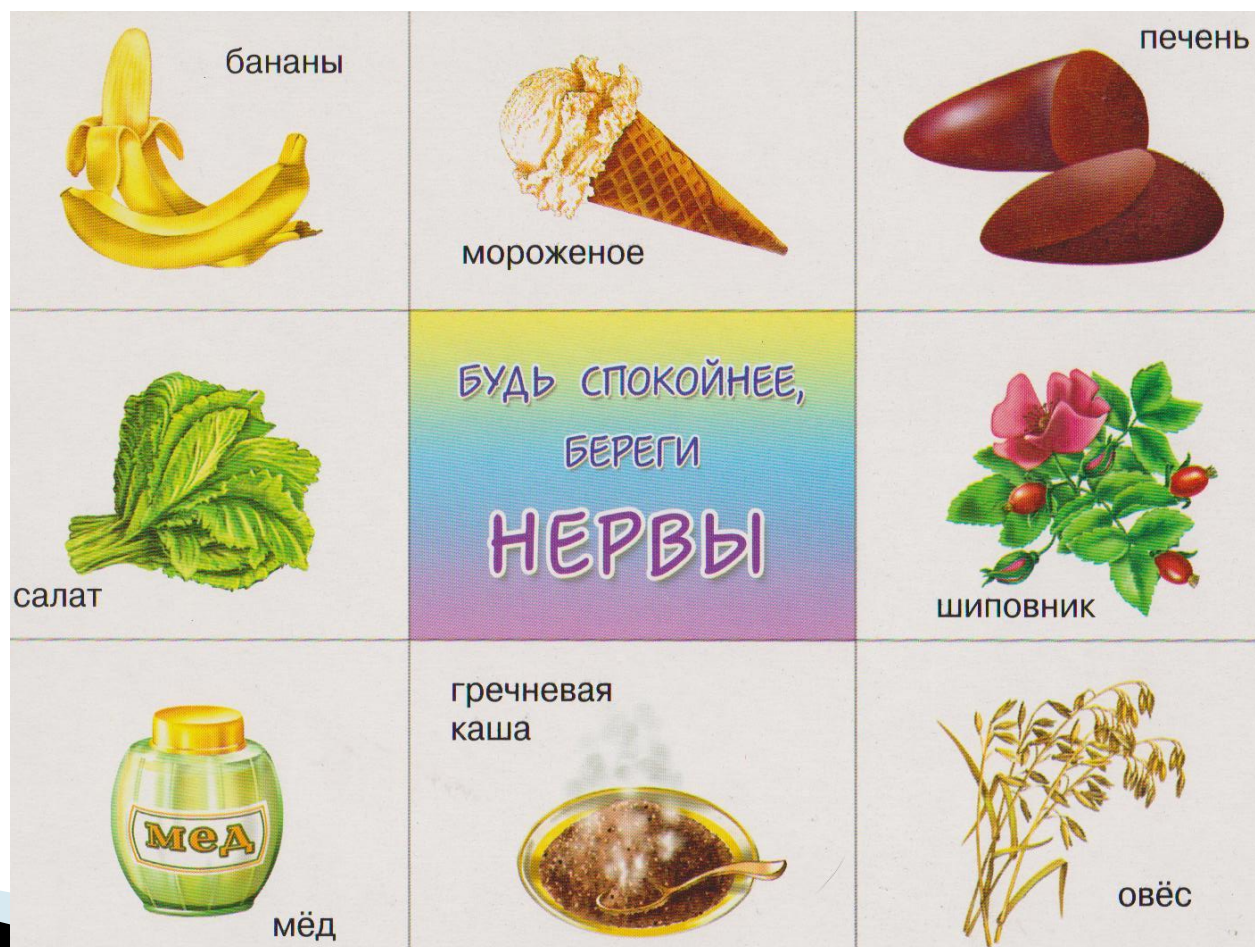 бананы
мороженое
печень
салат
БУДЬ СПОКОЙНЕЕ,
БЕРЕГИ
НЕРВЫ
шиповник
мед
мёд
гречневая
каша
овёс